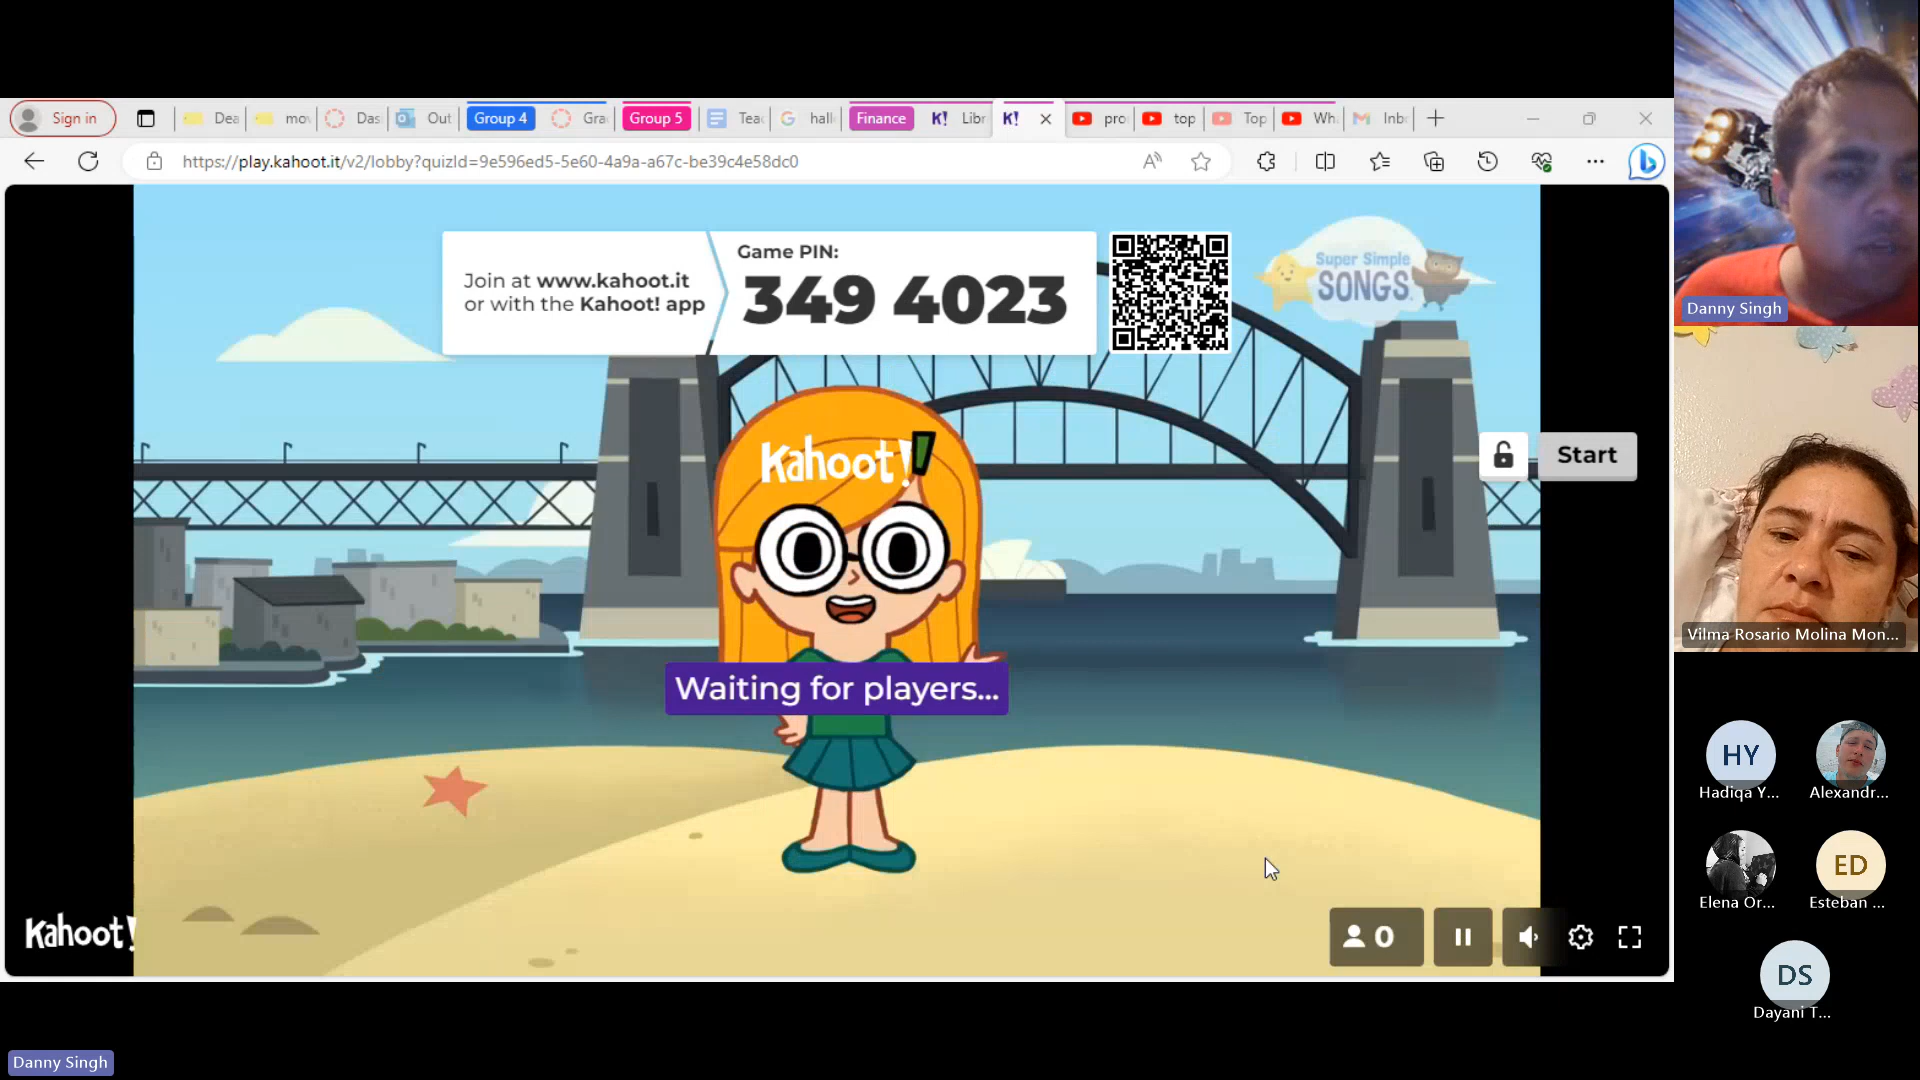 Sign in
Dea
mov
Das
Out
Group 4
Gra
Group 5
Tea
hall
Finance
K! Libr
K!
pro
top
Top
Wh
Inb
https://play.kahoot.it/v2/lobby?quizId=9e596ed5-5e60-4a9a-a67c-be39c4e58dc0
Join at www.kahoot.it
or with the Kahoot! app
Game PIN:
349 4023
Super Simple
SONGS
Kahoot!
Start
Waiting for players...
Kahoot!
0
Danny Singh
Vilma Rosario Molina Mon...
HY
Hadiqa Y...
Alexandr...
Elena Or...
ED
Esteban ...
DS
Dayani T...
Danny Singh